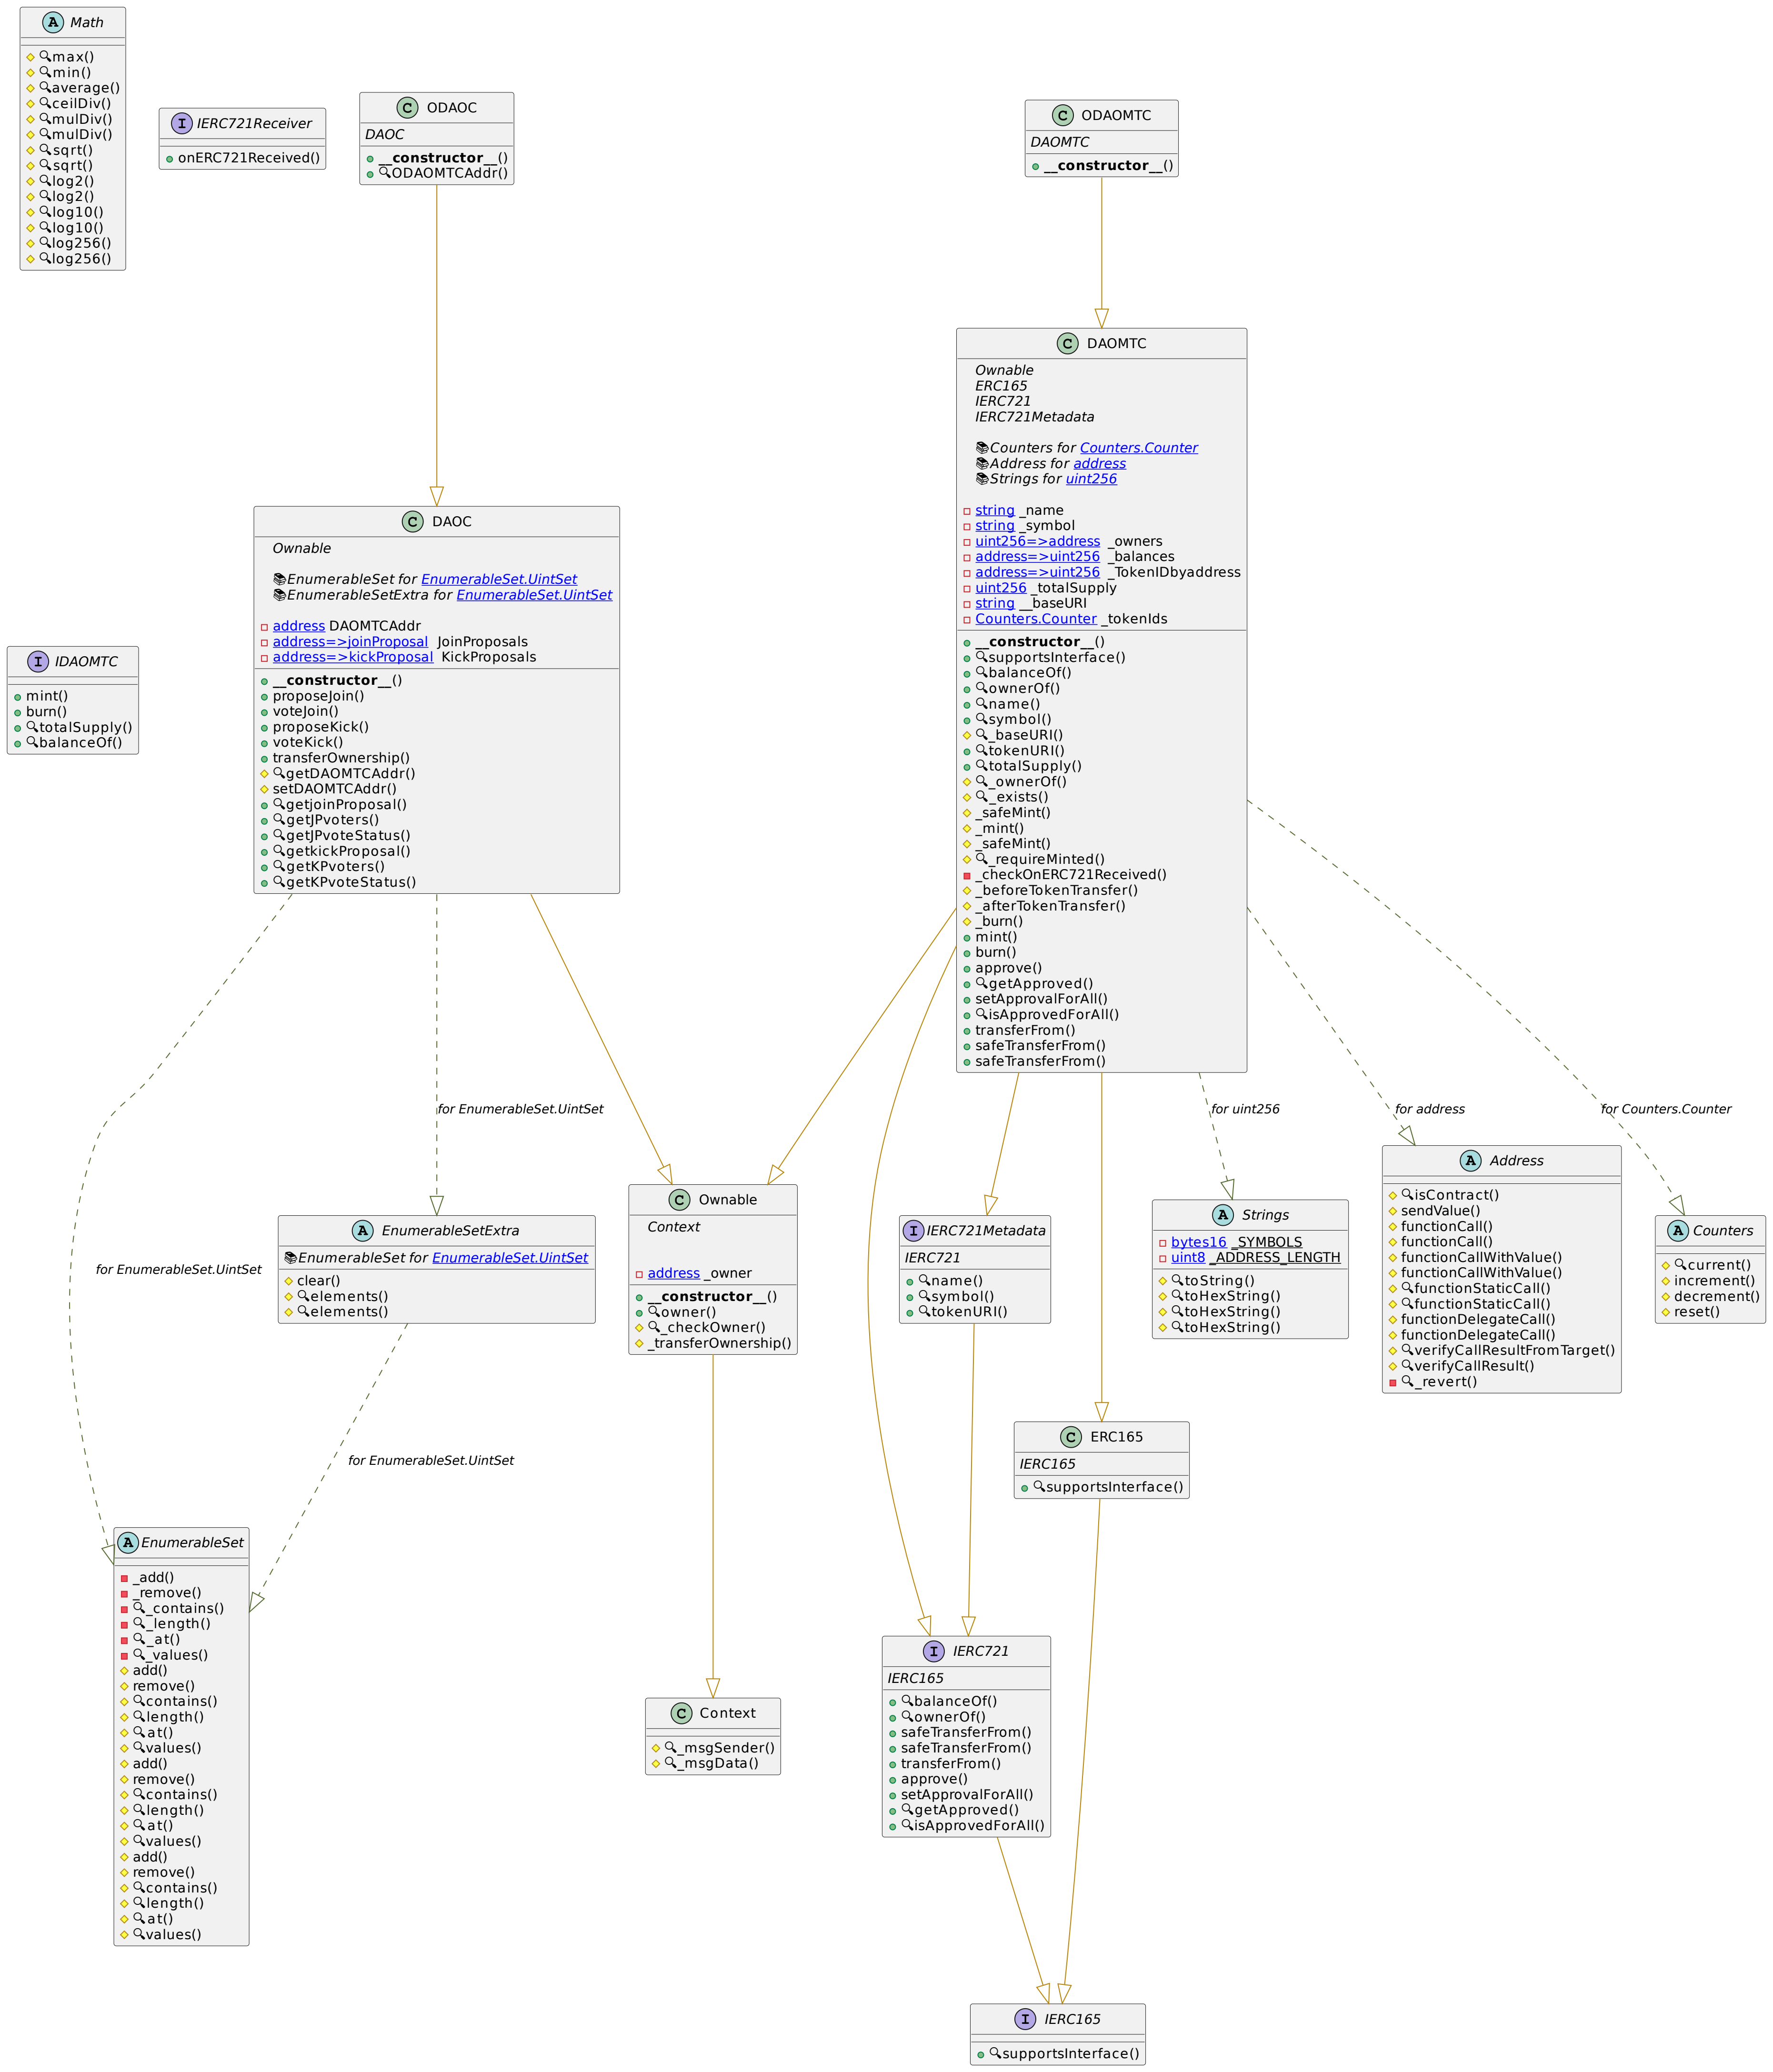 A Math
🔍max()
🔍min()
🔍average()
🔍ceilDiv()
🔍mulDiv()
🔍mulDiv()
🔍sqrt()
🔍sqrt()
🔍log2()
🔍log2()
🔍log10()
🔍log10()
🔍log256()
🔍log256()
I IERC721Receiver
onERC721Received()
C ODAOC
DAOC
__constructor__()
🔍ODAOMTCAddr()
C ODAOMTC
DAOMTC
__constructor__()
C DAOMTC
Ownable
ERC165
IERC721
IERC721Metadata
📚Counters for Counters.Counter
📚Address for address
📚Strings for uint256
string _name
string _symbol
uint256=>address _owners
address=>uint256 _balances
address=>uint256 _TokenIDbyaddress
uint256 _totalSupply
string __baseURI
Counters.Counter _tokenIds
__constructor__()
🔍supportsInterface()
🔍balanceOf()
🔍ownerOf()
🔍name()
🔍symbol()
🔍_baseURI()
🔍tokenURI()
🔍totalSupply()
🔍_ownerOf()
🔍_exists()
_safeMint()
_mint()
_safeMint()
🔍_requireMinted()
_checkOnERC721Received()
_beforeTokenTransfer()
_afterTokenTransfer()
_burn()
mint()
burn()
approve()
🔍getApproved()
setApprovalForAll()
🔍isApprovedForAll()
transferFrom()
safeTransferFrom()
safeTransferFrom()
C DAOC
Ownable
📚EnumerableSet for EnumerableSet.UintSet
📚EnumerableSetExtra for EnumerableSet.UintSet
address DAOMTCAddr
address=>joinProposal JoinProposals
address=>kickProposal KickProposals
__constructor__()
proposeJoin()
voteJoin()
proposeKick()
voteKick()
transferOwnership()
🔍getDAOMTCAddr()
setDAOMTCAddr()
🔍getjoinProposal()
🔍getJPvoters()
🔍getJPvoteStatus()
🔍getkickProposal()
🔍getKPvoters()
🔍getKPvoteStatus()
I IDAOMTC
mint()
burn()
🔍totalSupply()
🔍balanceOf()
for EnumerableSet.UintSet
for uint256
for address
for Counters.Counter
for EnumerableSet.UintSet
A EnumerableSetExtra
📚EnumerableSet for EnumerableSet.UintSet
clear()
🔍elements()
🔍elements()
C Ownable
Context
address _owner
__constructor__()
🔍owner()
🔍_checkOwner()
_transferOwnership()
I IERC721Metadata
IERC721
🔍name()
🔍symbol()
🔍tokenURI()
A Strings
bytes16 _SYMBOLS
uint8 _ADDRESS_LENGTH
🔍toString()
🔍toHexString()
🔍toHexString()
🔍toHexString()
A Address
🔍isContract()
sendValue()
functionCall()
functionCall()
functionCallWithValue()
functionCallWithValue()
🔍functionStaticCall()
🔍functionStaticCall()
functionDelegateCall()
functionDelegateCall()
🔍verifyCallResultFromTarget()
🔍verifyCallResult()
🔍_revert()
A Counters
🔍current()
increment()
decrement()
reset()
C ERC165
IERC165
🔍supportsInterface()
for EnumerableSet.UintSet
A EnumerableSet
_add()
_remove()
🔍_contains()
🔍_length()
🔍_at()
🔍_values()
add()
remove()
🔍contains()
🔍length()
🔍at()
🔍values()
add()
remove()
🔍contains()
🔍length()
🔍at()
🔍values()
add()
remove()
🔍contains()
🔍length()
🔍at()
🔍values()
C Context
🔍_msgSender()
🔍_msgData()
I IERC721
IERC165
🔍balanceOf()
🔍ownerOf()
safeTransferFrom()
safeTransferFrom()
transferFrom()
approve()
setApprovalForAll()
🔍getApproved()
🔍isApprovedForAll()
I IERC165
🔍supportsInterface()